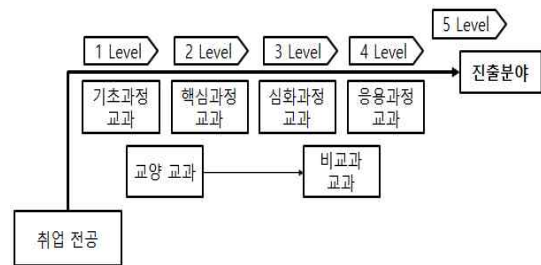 5 Level
1 Level
2 Level
3 Level
4 Level
진출분야
기초과정
교과
핵심과정
교과
심화과정
교과
응용과정
교과
교양 교과
비교과
교과
취업 전공